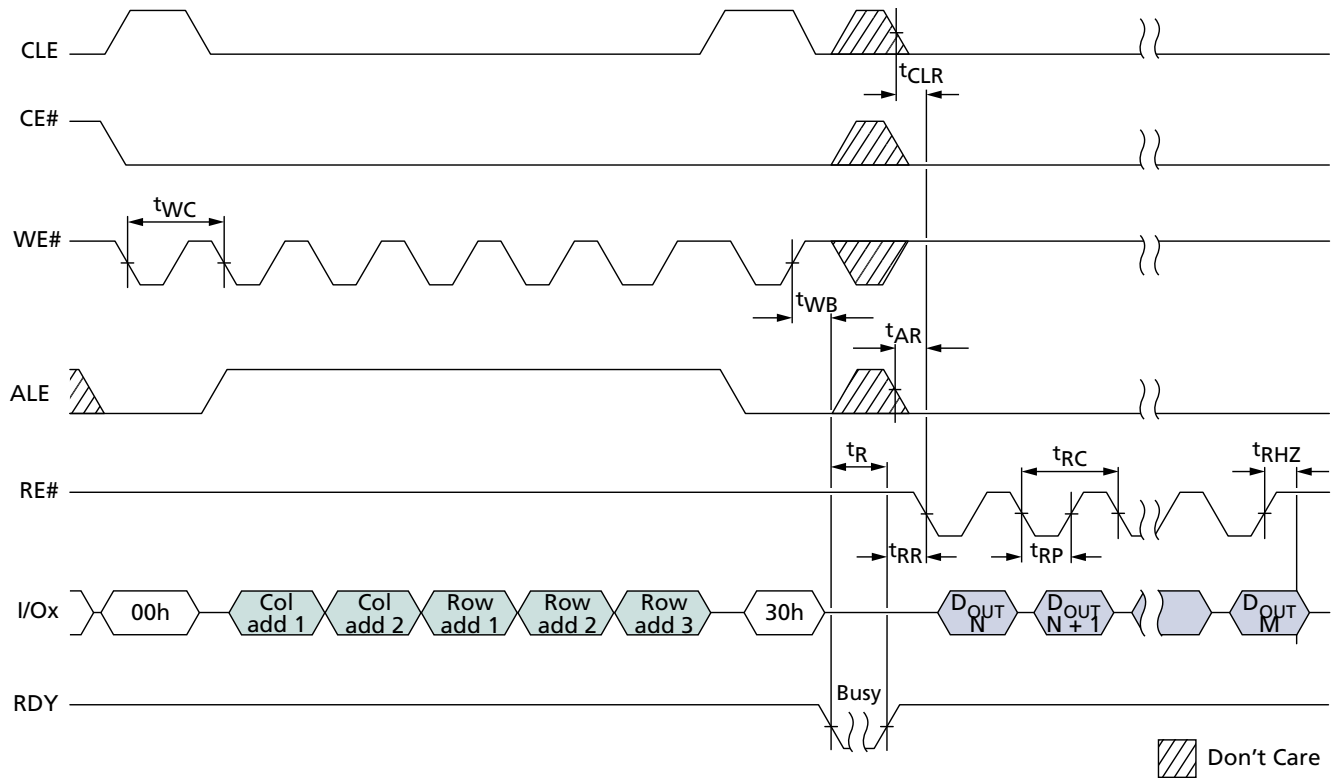 CLE
tCLR
CE#
tWC
WE#
tWB
tAR
ALE
tR
tRC
tRHZ
RE#
tRR
tRP
I/Ox
00h
Col
add 1
Col
add 2
Row
add 1
Row
add 2
Row
add 3
30h
DOUT
N
DOUT
N + 1
DOUT
M
RDY
Busy
Don't Care